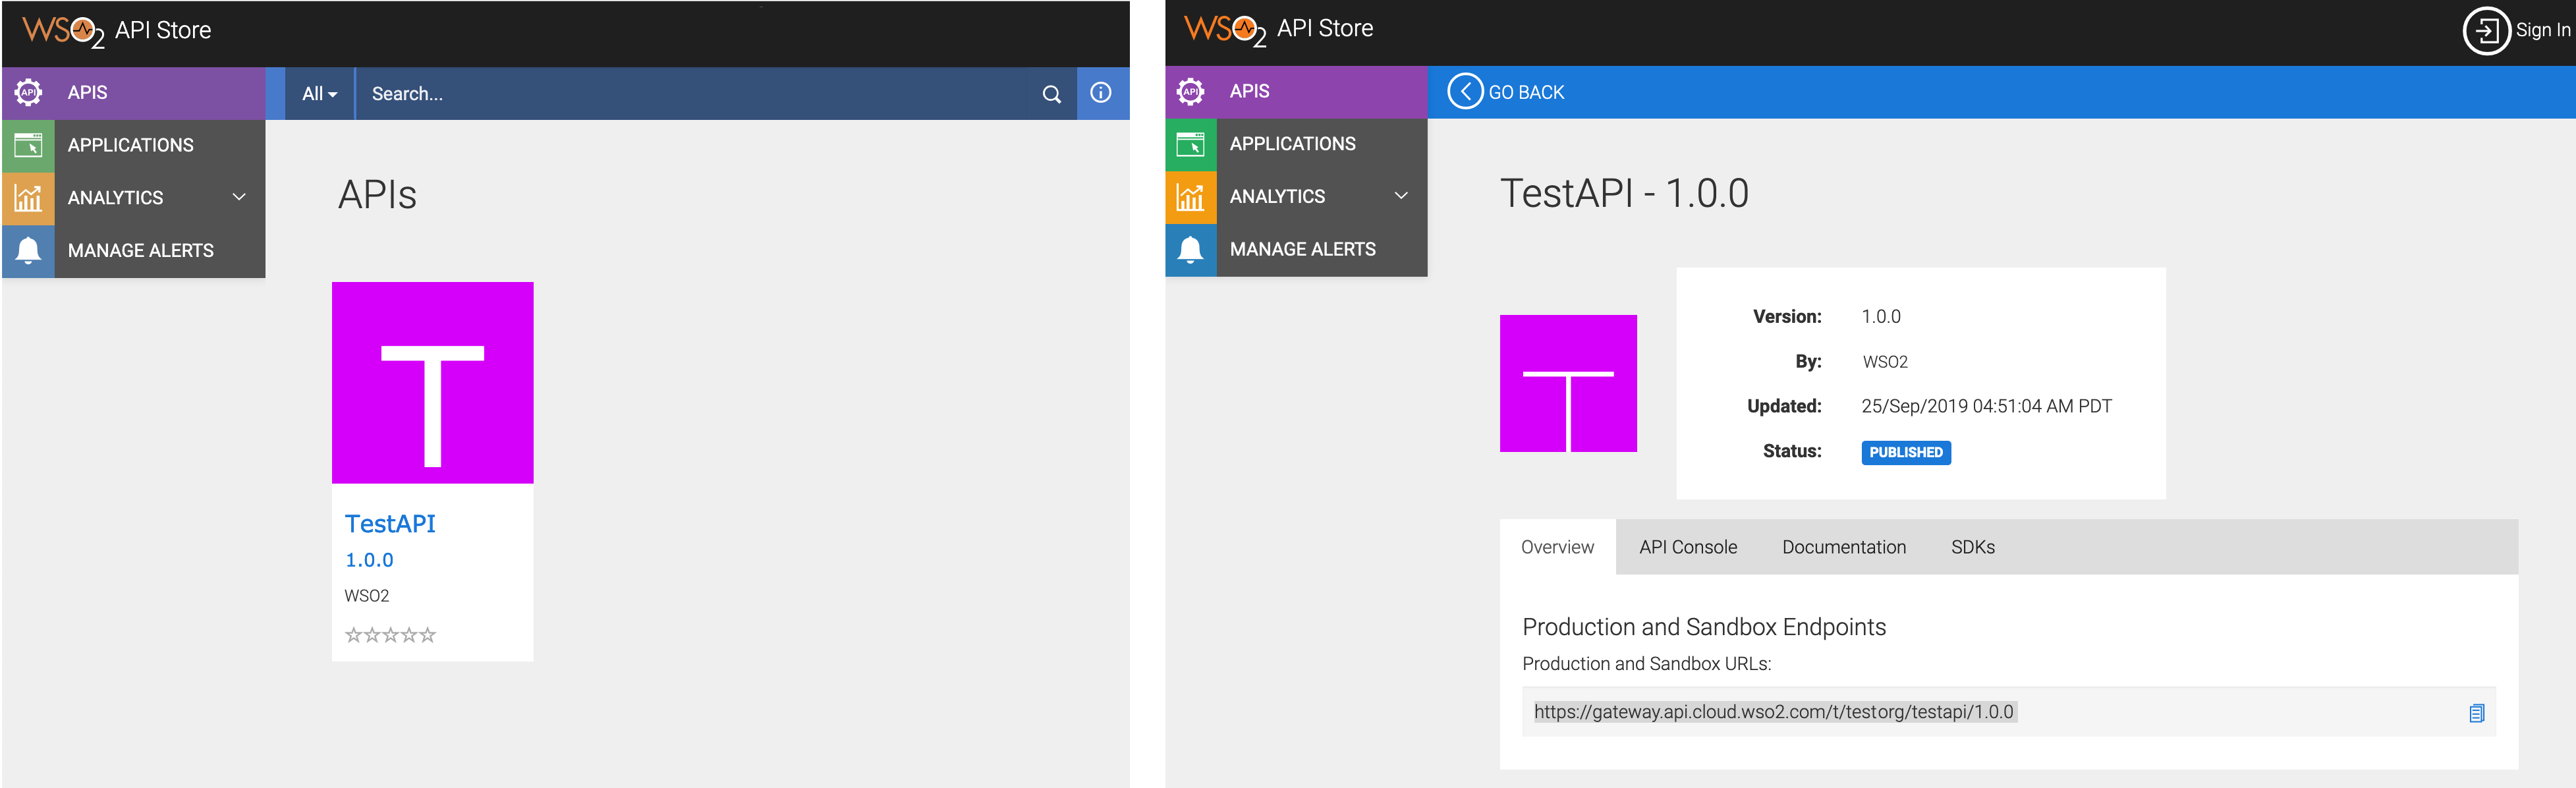 WSO2 API Store
APIS
All
Search...
APPLICATIONS
ANALYTICS
MANAGE ALERTS
APIs
T
TestAPI
1.0.0
WSO2
WSO2 API Store
Sign In
APIS
GO BACK
APPLICATIONS
ANALYTICS
MANAGE ALERTS
TestAPI - 1.0.0
T
Version: 1.0.0
By: WSO2
Updated: 25/Sep/2019 04:51:04 AM PDT
Status: PUBLISHED
Overview API Console Documentation SDKs
Production and Sandbox Endpoints
Production and Sandbox URLs:
https://gateway.api.cloud.wso2.com/t/testorg/testapi/1.0.0